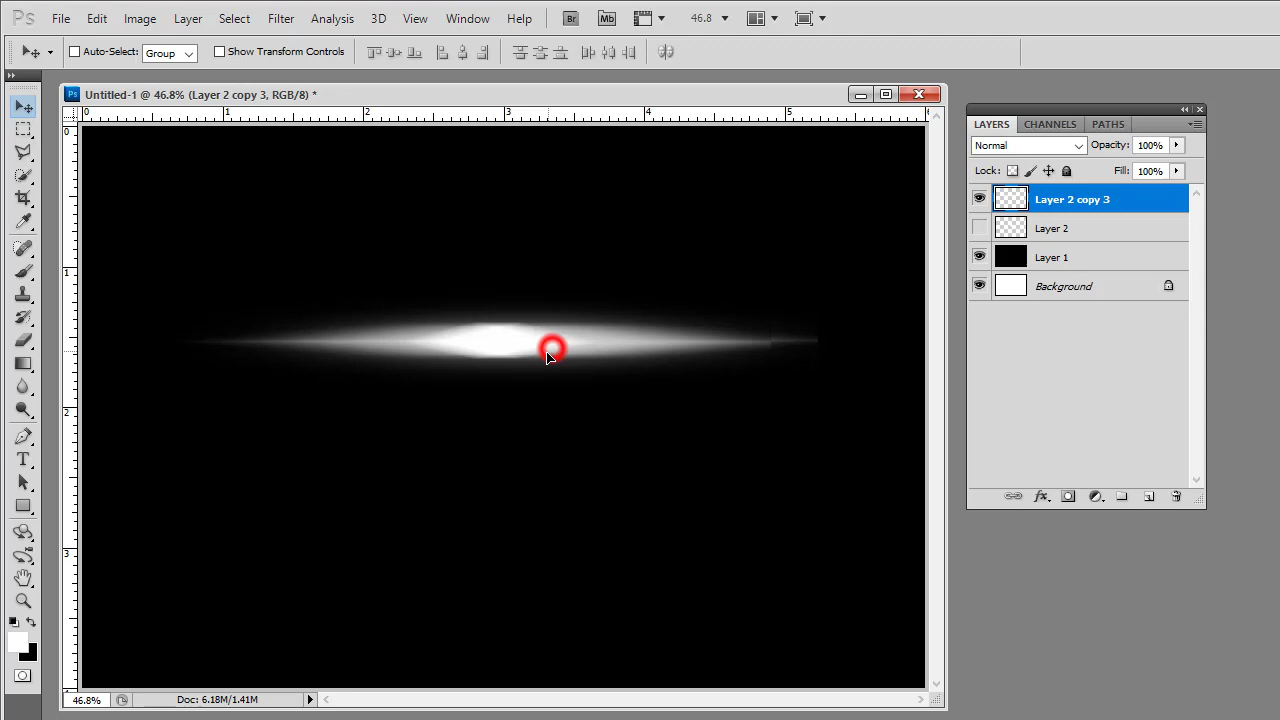 Ps File Edit Image Layer Select Filter Analysis 3D View Window Help Br Mb 46.8
Auto-Select: Group Show Transform Controls
Ps Untitled-1 @ 46.8% (Layer 2 copy 3, RGB/8) *
0 1 2 3 4 5
0
1
2
3
LAYERS CHANNELS PATHS
Normal Opacity: 100%
Lock: Fill: 100%
Layer 2 copy 3
Layer 2
Layer 1
Background
fx
T
46.8% Doc: 6.18M/1.41M